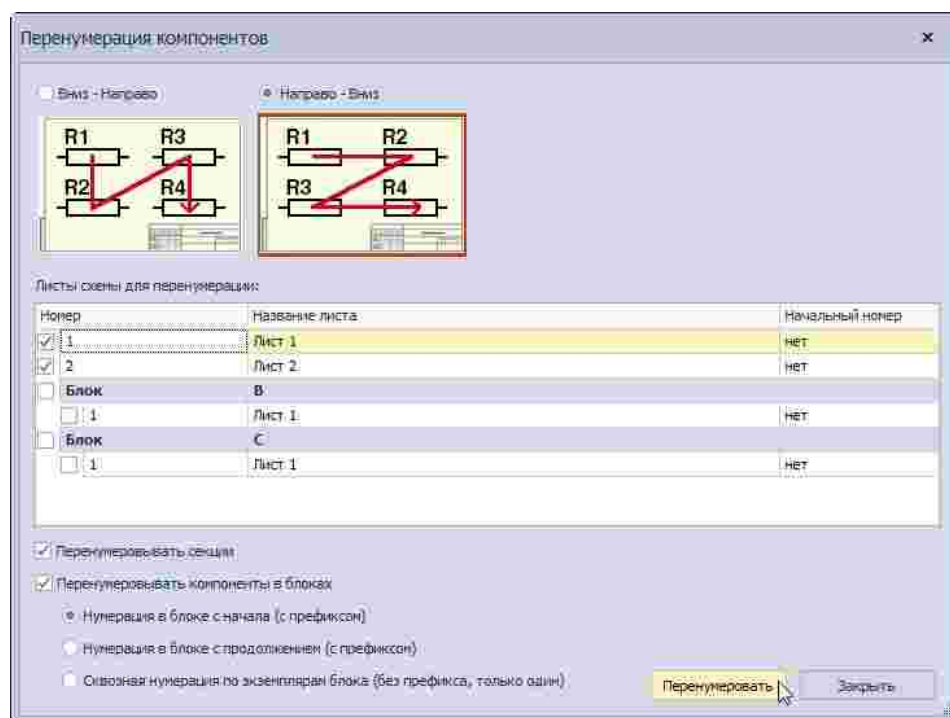 Перенумерация компонентов
Вниз - Направо
Направо - Вниз
R1 R3
R2 R4
R1 R2
R3 R4
Листы схемы для перенумерации:
Номер Название листа Начальный номер
1 Лист 1 нет
2 Лист 2 нет
Блок B
1 Лист 1 нет
Блок C
1 Лист 1 нет
Перенумеровывать секции
Перенумеровывать компоненты в блоках
Нумерация в блоке с начала (с префиксом)
Нумерация в блоке с продолжением (с префиксом)
Сквозная нумерация по экземплярам блока (без префикса, только один)
Перенумеровать Закрыть